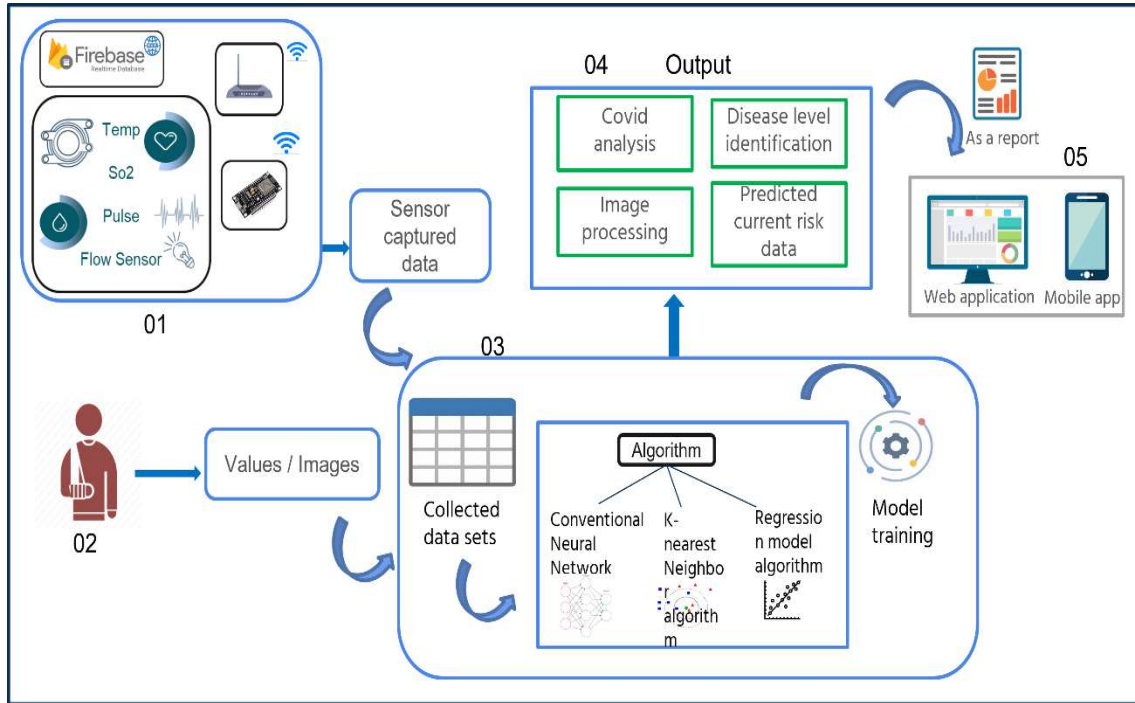 Firebase
Realtime Database
Temp
So2
Pulse
Flow Sensor
01
Sensor
captured
data
02
Values / Images
03
Collected
data sets
Algorithm
Conventional
Neural
Network
K-
nearest
Neighbo
r
algorith
m
Regressio
n model
algorithm
Model
training
04
Output
Covid
analysis
Disease level
identification
Image
processing
Predicted
current risk
data
As a report
05
Web application
Mobile app